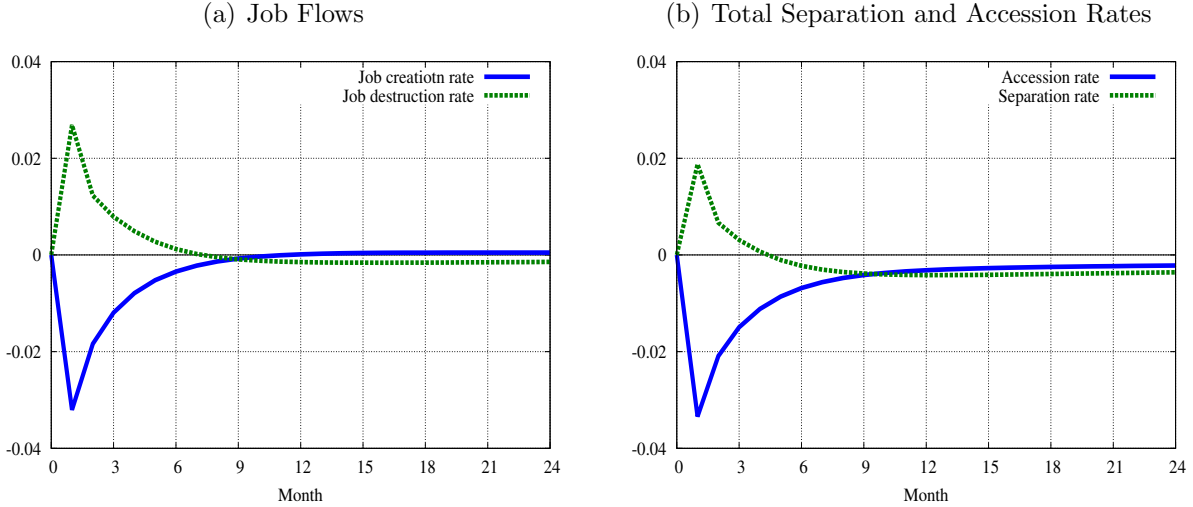 (a) Job Flows
0.04
0.02
0
-0.02
-0.04
Job creatiotn rate
Job destruction rate
0 3 6 9 12 15 18 21 24
Month
(b) Total Separation and Accession Rates
0.04
0.02
0
-0.02
-0.04
Accession rate
Separation rate
0 3 6 9 12 15 18 21 24
Month